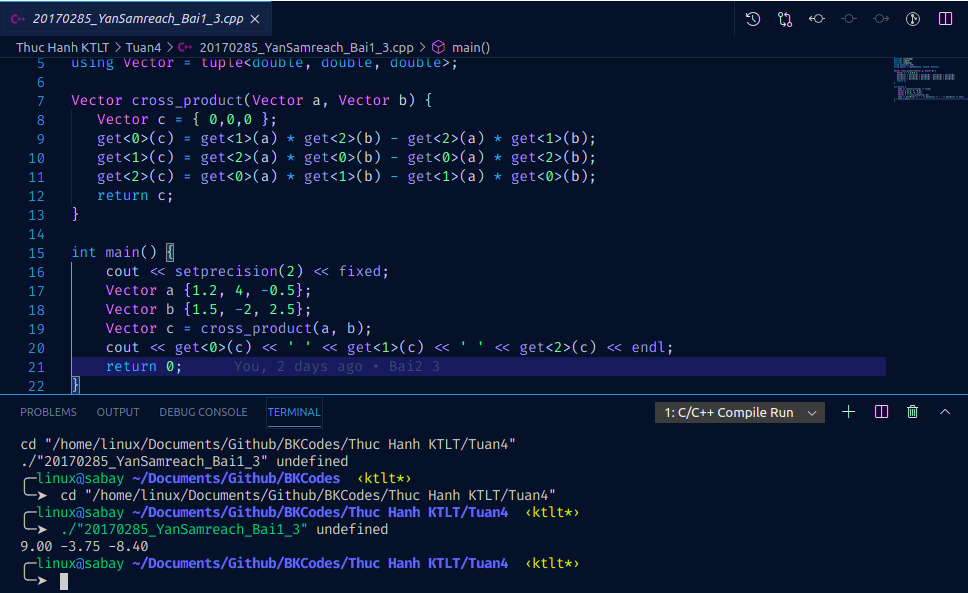 20170285_YanSamreach_Bai1_3.cpp
Thuc Hanh KTLT > Tuan4 > 20170285_YanSamreach_Bai1_3.cpp > main()
5 using Vector = tuple<double, double, double>;
6
7 Vector cross_product(Vector a, Vector b) {
8 Vector c = { 0,0,0 };
9 get<0>(c) = get<1>(a) * get<2>(b) - get<2>(a) * get<1>(b);
10 get<1>(c) = get<2>(a) * get<0>(b) - get<0>(a) * get<2>(b);
11 get<2>(c) = get<0>(a) * get<1>(b) - get<1>(a) * get<0>(b);
12 return c;
13 }
14
15 int main() {
16 cout << setprecision(2) << fixed;
17 Vector a {1.2, 4, -0.5};
18 Vector b {1.5, -2, 2.5};
19 Vector c = cross_product(a, b);
20 cout << get<0>(c) << ' ' << get<1>(c) << ' ' << get<2>(c) << endl;
21 return 0; You, 2 days ago • Bai2 3
22 }
PROBLEMS OUTPUT DEBUG CONSOLE TERMINAL 1: C/C++ Compile Run
cd "/home/linux/Documents/Github/BKCodes/Thuc Hanh KTLT/Tuan4"
./"20170285_YanSamreach_Bai1_3" undefined
linux@sabay ~/Documents/Github/BKCodes ‹ktlt*›
cd "/home/linux/Documents/Github/BKCodes/Thuc Hanh KTLT/Tuan4"
linux@sabay ~/Documents/Github/BKCodes/Thuc Hanh KTLT/Tuan4 ‹ktlt*›
./"20170285_YanSamreach_Bai1_3" undefined
9.00 -3.75 -8.40
linux@sabay ~/Documents/Github/BKCodes/Thuc Hanh KTLT/Tuan4 ‹ktlt*›